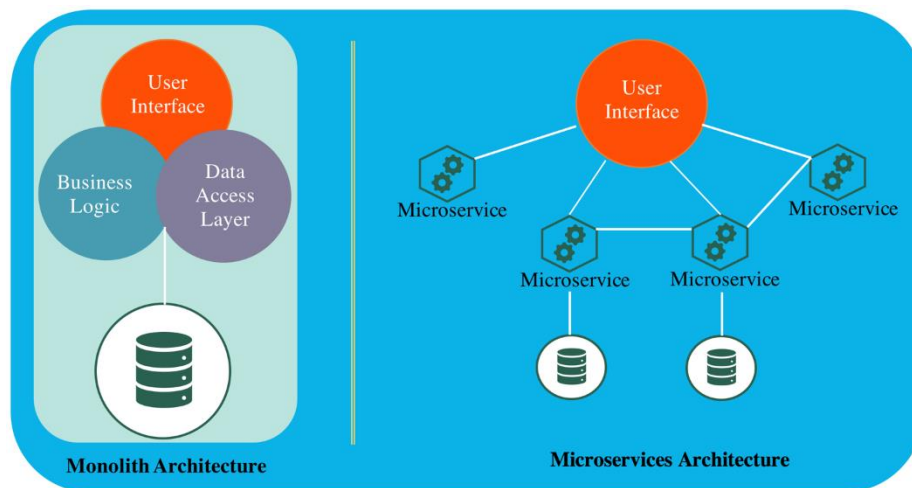 User
Interface
Business
Logic
Data
Access
Layer
Monolith Architecture
User
Interface
Microservice
Microservice
Microservice
Microservice
Microservices Architecture